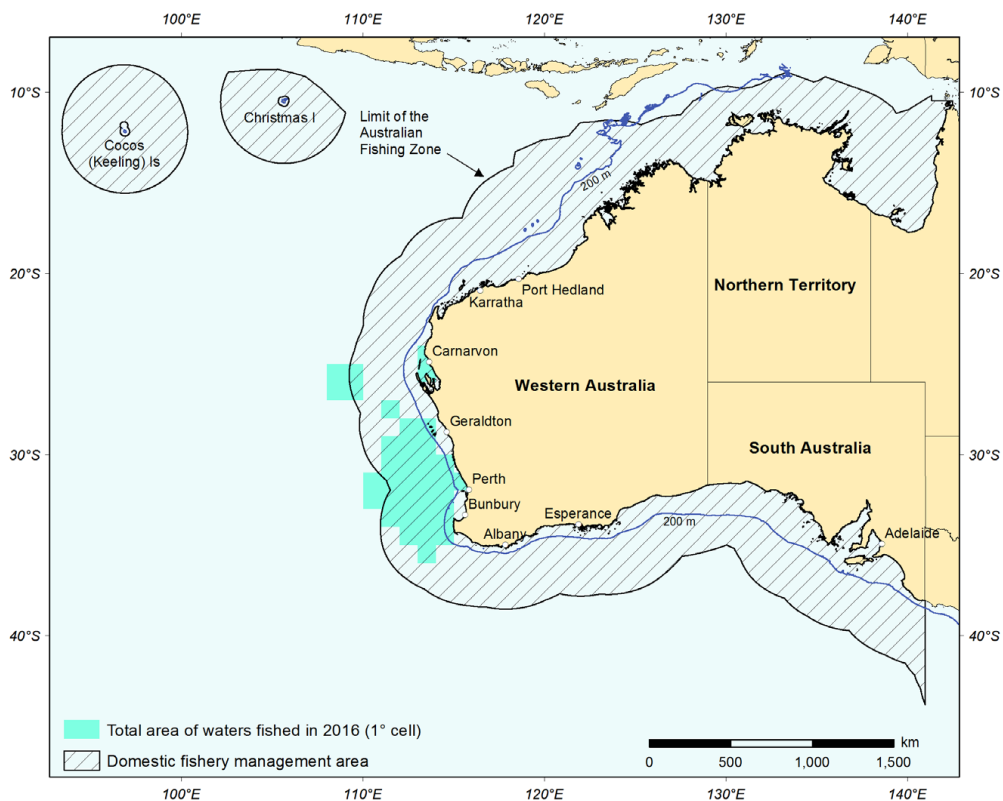 100°E 110°E 120°E 130°E 140°E
10°S 10°S
Christmas I
Limit of the
Australian
Fishing Zone
Cocos
(Keeling) Is
200 m
20°S 20°S
Port Hedland
Northern Territory
Karratha
Carnarvon
Western Australia
Geraldton
South Australia
30°S 30°S
Perth
Bunbury
Esperance
200 m
Albany
Adelaide
40°S 40°S
Total area of waters fished in 2016 (1° cell)
Domestic fishery management area
km
0 500 1,000 1,500
100°E 110°E 120°E 130°E 140°E